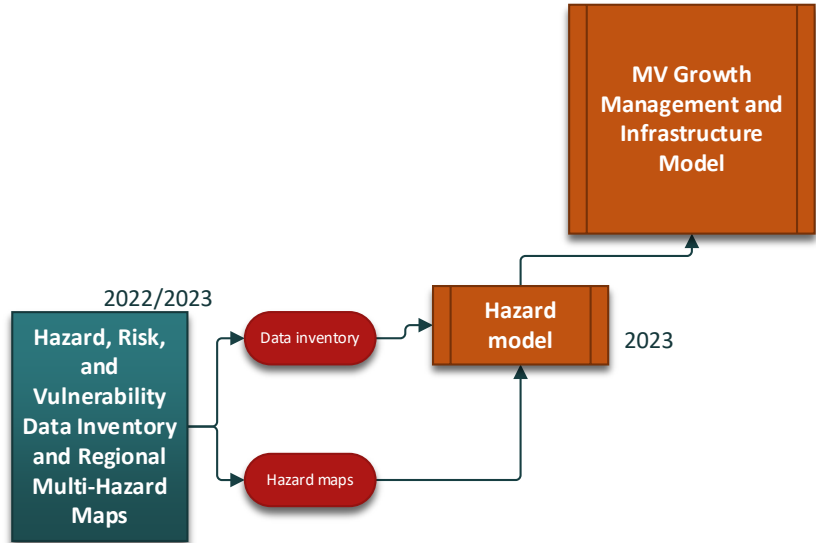 MV Growth
Management and
Infrastructure
Model
2022/2023
Hazard, Risk,
and
Vulnerability
Data Inventory
and Regional
Multi-Hazard
Maps
Data inventory
Hazard maps
Hazard
model
2023